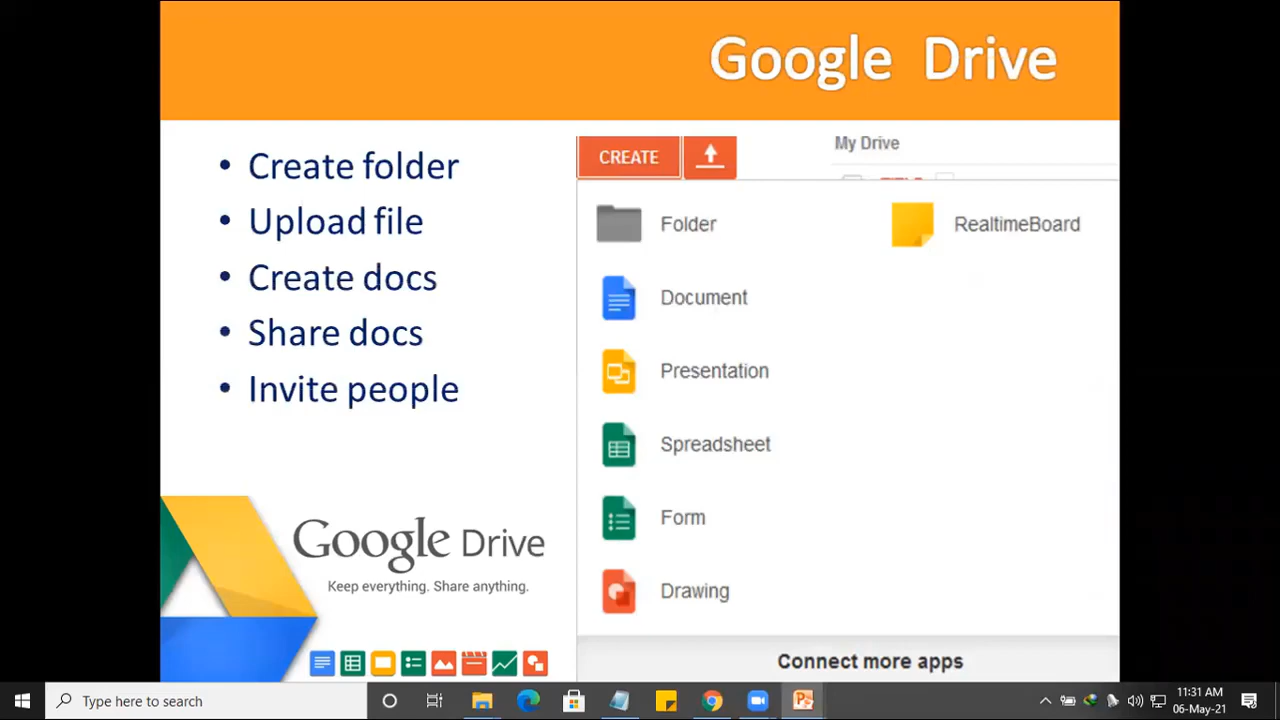 Google Drive
• Create folder
• Upload file
• Create docs
• Share docs
• Invite people
Google Drive
Keep everything. Share anything.
CREATE
My Drive
Folder
RealtimeBoard
Document
Presentation
Spreadsheet
Form
Drawing
Connect more apps
Type here to search
11:31 AM
06-May-21